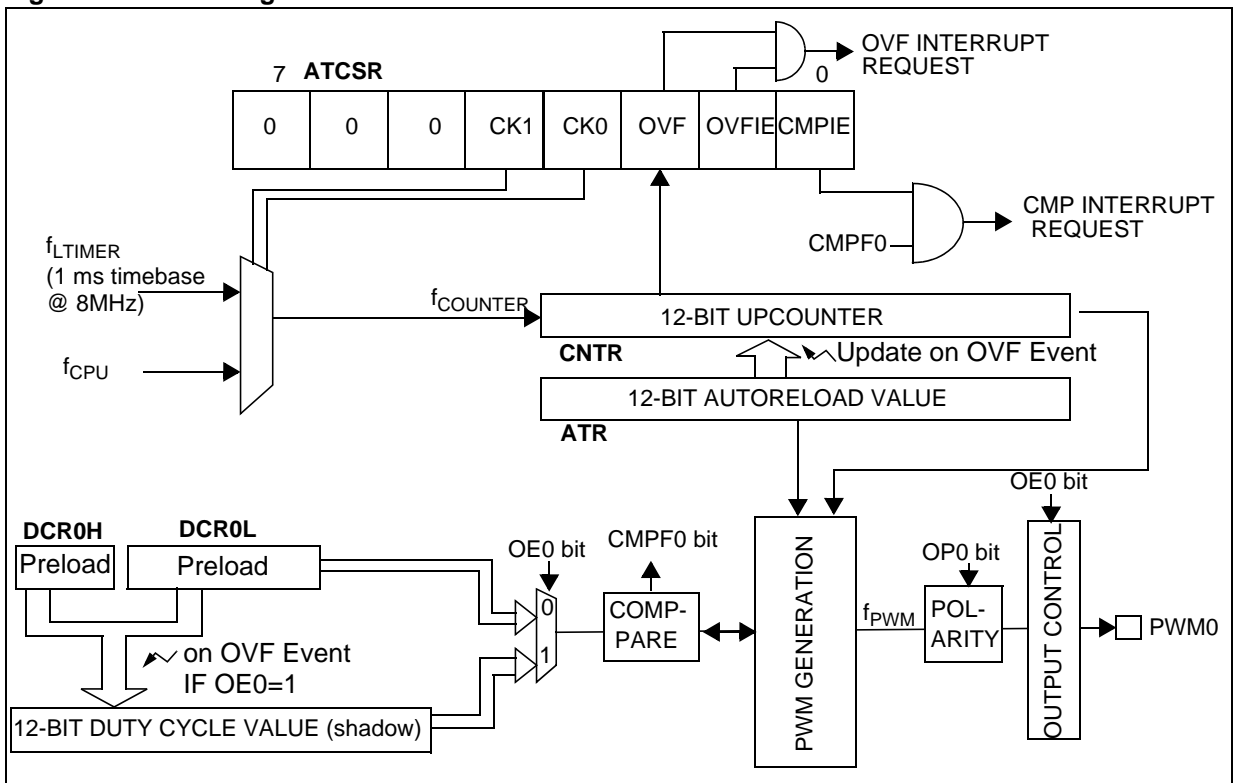 OVF INTERRUPT
REQUEST
7 ATCSR 0
0 0 0 CK1 CK0 OVF OVFIE CMPIE
CMP INTERRUPT
REQUEST
CMPF0
fLTIMER
(1 ms timebase
@ 8MHz)
fCOUNTER
12-BIT UPCOUNTER
CNTR
Update on OVF Event
fCPU
12-BIT AUTORELOAD VALUE
ATR
OE0 bit
DCR0H
DCR0L
Preload
Preload
OE0 bit
CMPF0 bit
OP0 bit
0
1
COMP-
PARE
PWM GENERATION
fPWM
POL-
ARITY
OUTPUT CONTROL
PWM0
on OVF Event
IF OE0=1
12-BIT DUTY CYCLE VALUE (shadow)